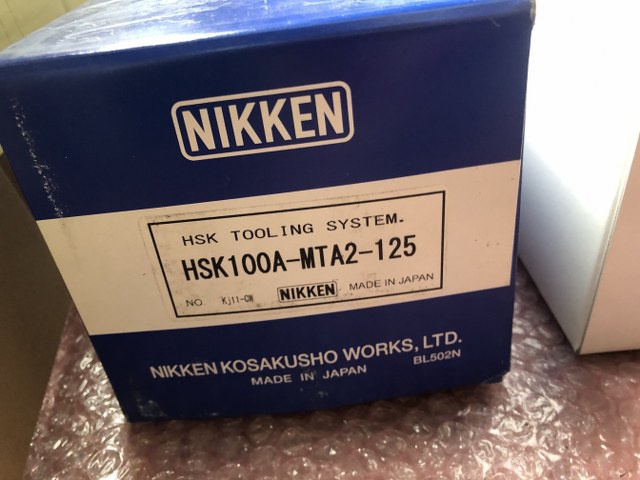 NIKKEN
HSK TOOLING SYSTEM.
HSK100A-MTA2-125
NO. Kj11-CW NIKKEN MADE IN JAPAN
NIKKEN KOSAKUSHO WORKS, LTD.
MADE IN JAPAN BL502N